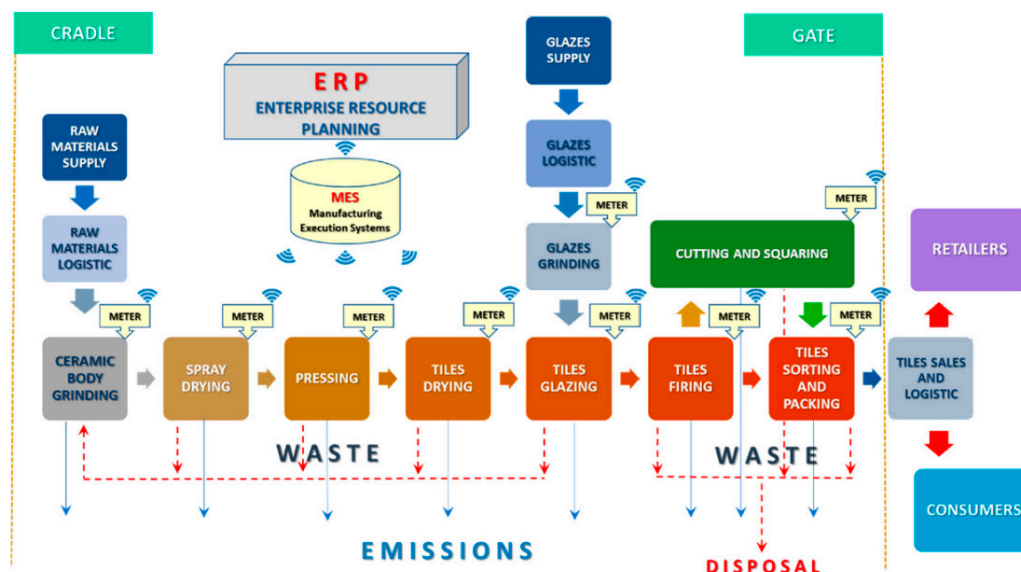 CRADLE
GATE
GLAZES
SUPPLY
ERP
ENTERPRISE RESOURCE
PLANNING
RAW
MATERIALS
SUPPLY
GLAZES
LOGISTIC
MES
Manufacturing
Execution Systems
METER
METER
RAW
MATERIALS
LOGISTIC
GLAZES
GRINDING
CUTTING AND SQUARING
RETAILERS
METER
METER
METER
METER
METER
METER
METER
CERAMIC
BODY
GRINDING
SPRAY
DRYING
PRESSING
TILES
DRYING
TILES
GLAZING
TILES
FIRING
TILES
SORTING
AND
PACKING
TILES SALES
AND
LOGISTIC
WASTE
WASTE
CONSUMERS
EMISSIONS
DISPOSAL